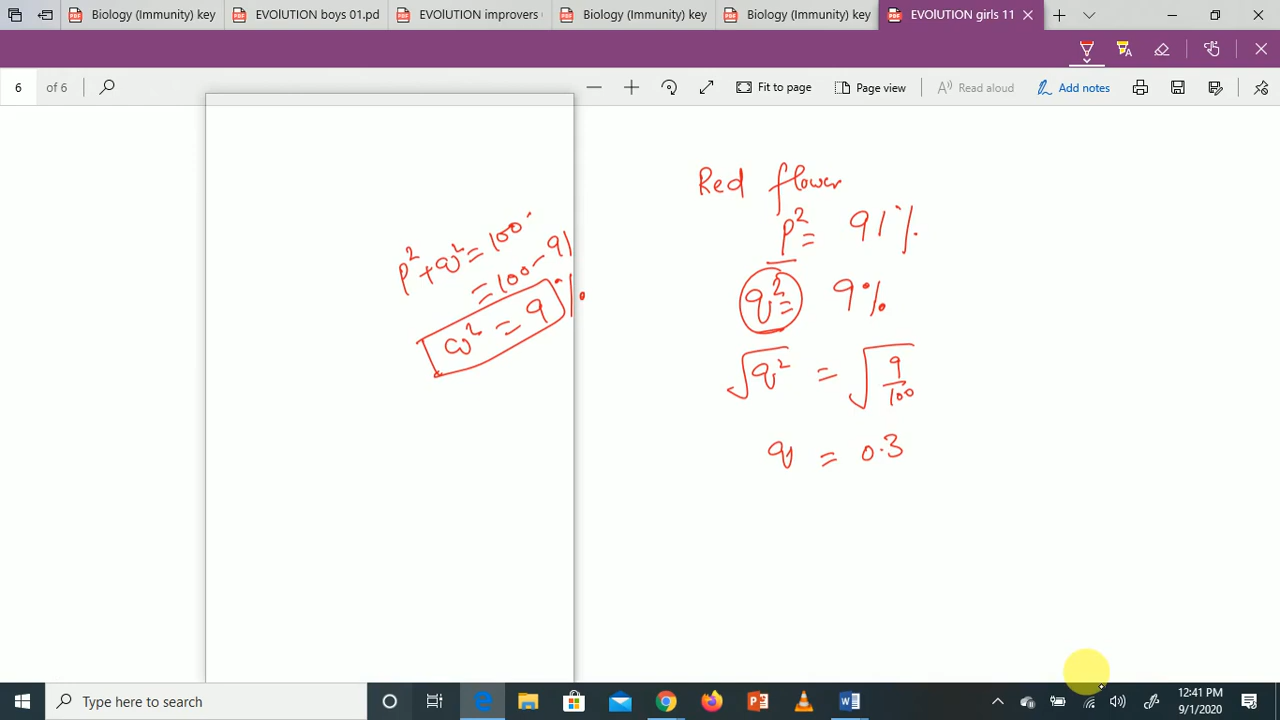 Biology (Immunity) key
EVOlUTION boys 01.pd
EVOlUTION improvers
Biology (Immunity) key
Biology (Immunity) key
EVOlUTION girls 11
6 of 6
Fit to page
Page view
Read aloud
Add notes
Red flower
p² = 91%
q² = 9%
√q² = √9/100
q = 0.3
p² + q² = 100
= 100 - 91
q² = 9%
Type here to search
12:41 PM
9/1/2020